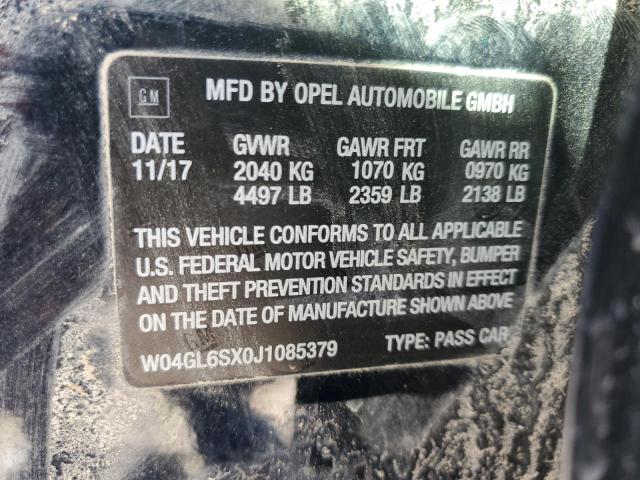 GM
MFD BY OPEL AUTOMOBILE GMBH
DATE GVWR GAWR FRT GAWR RR
11/17 2040 KG 1070 KG 0970 KG
4497 LB 2359 LB 2138 LB
THIS VEHICLE CONFORMS TO ALL APPLICABLE
U.S. FEDERAL MOTOR VEHICLE SAFETY, BUMPER
AND THEFT PREVENTION STANDARDS IN EFFECT
ON THE DATE OF MANUFACTURE SHOWN ABOVE
W04GL6SX0J1085379 TYPE: PASS CAR